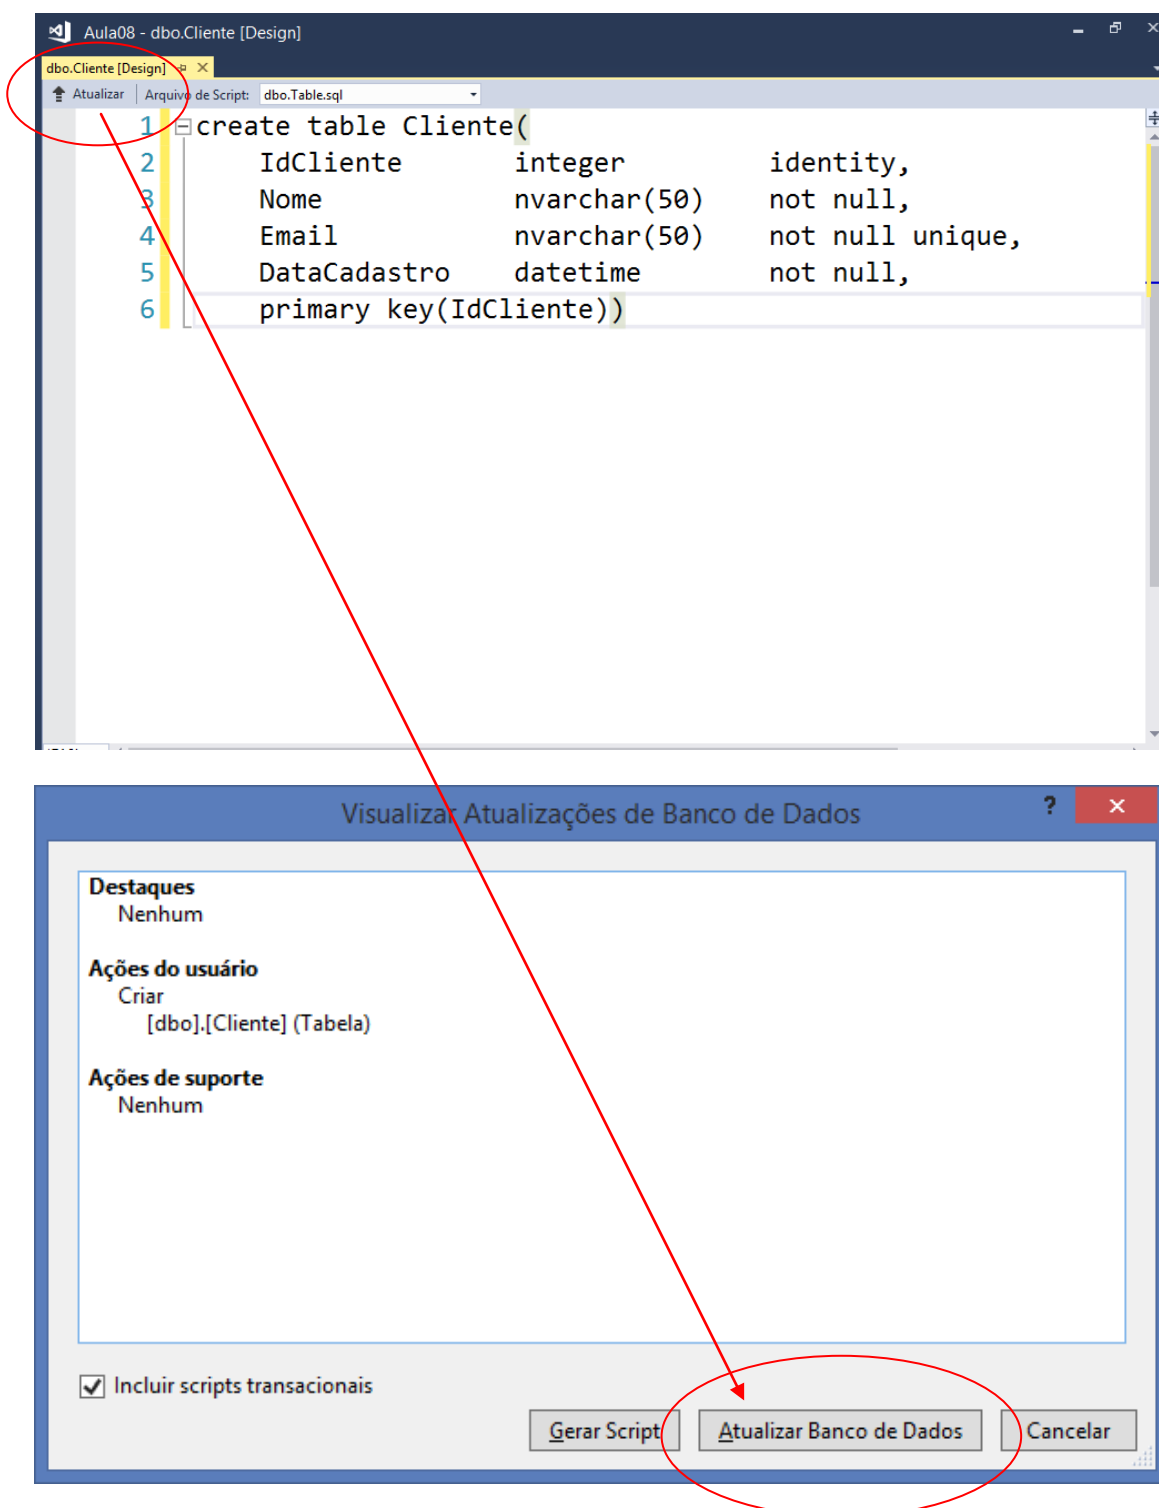 Aula08 - dbo.Cliente [Design]
dbo.Cliente [Design]
Atualizar Arquivo de Script: dbo.Table.sql
1 create table Cliente(
2 IdCliente integer identity,
3 Nome nvarchar(50) not null,
4 Email nvarchar(50) not null unique,
5 DataCadastro datetime not null,
6 primary key(IdCliente))
Visualizar Atualizações de Banco de Dados
Destaques
Nenhum
Ações do usuário
Criar
[dbo].[Cliente] (Tabela)
Ações de suporte
Nenhum
Incluir scripts transacionais
Gerar Script Atualizar Banco de Dados Cancelar